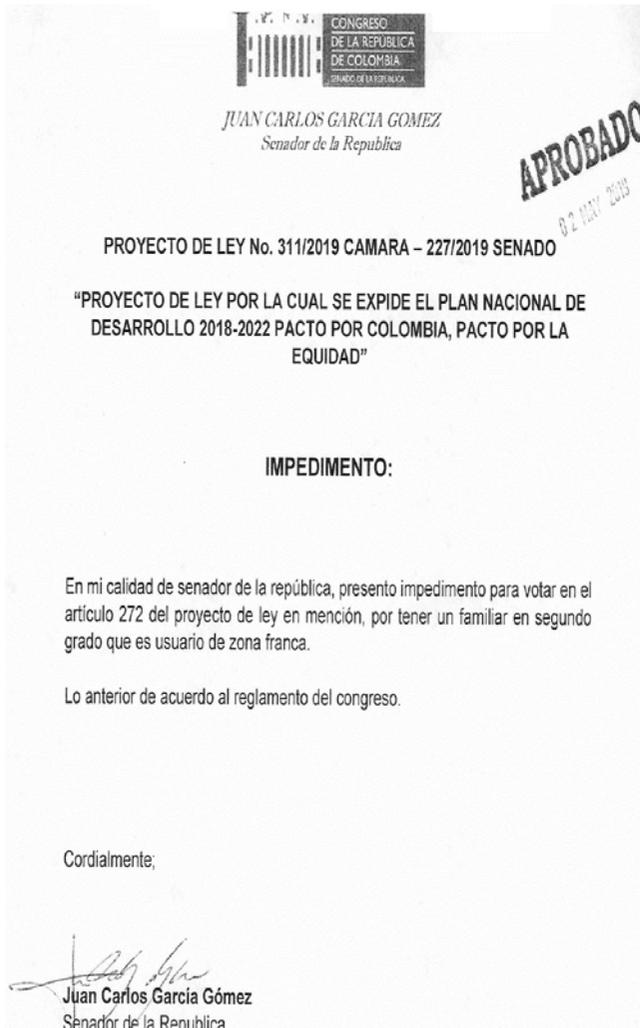 CONGRESO
DE LA REPÚBLICA
DE COLOMBIA
SENADO DE LA REPÚBLICA
JUAN CARLOS GARCIA GOMEZ
Senador de la Republica
APROBADO
02 MAY 2019
PROYECTO DE LEY No. 311/2019 CAMARA – 227/2019 SENADO
“PROYECTO DE LEY POR LA CUAL SE EXPIDE EL PLAN NACIONAL DE
DESARROLLO 2018-2022 PACTO POR COLOMBIA, PACTO POR LA
EQUIDAD”
IMPEDIMENTO:
En mi calidad de senador de la república, presento impedimento para votar en el
artículo 272 del proyecto de ley en mención, por tener un familiar en segundo
grado que es usuario de zona franca.
Lo anterior de acuerdo al reglamento del congreso.
Cordialmente;
Juan Carlos García Gómez
Senador de la Republica